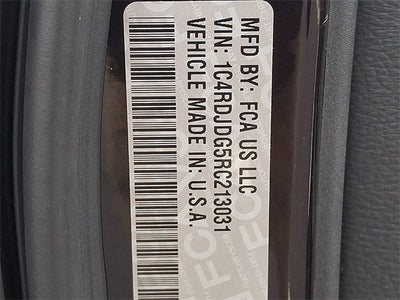 MFD BY: FCA US LLC
VIN: 1C4RDJDG5RC213031
VEHICLE MADE IN: U.S.A.